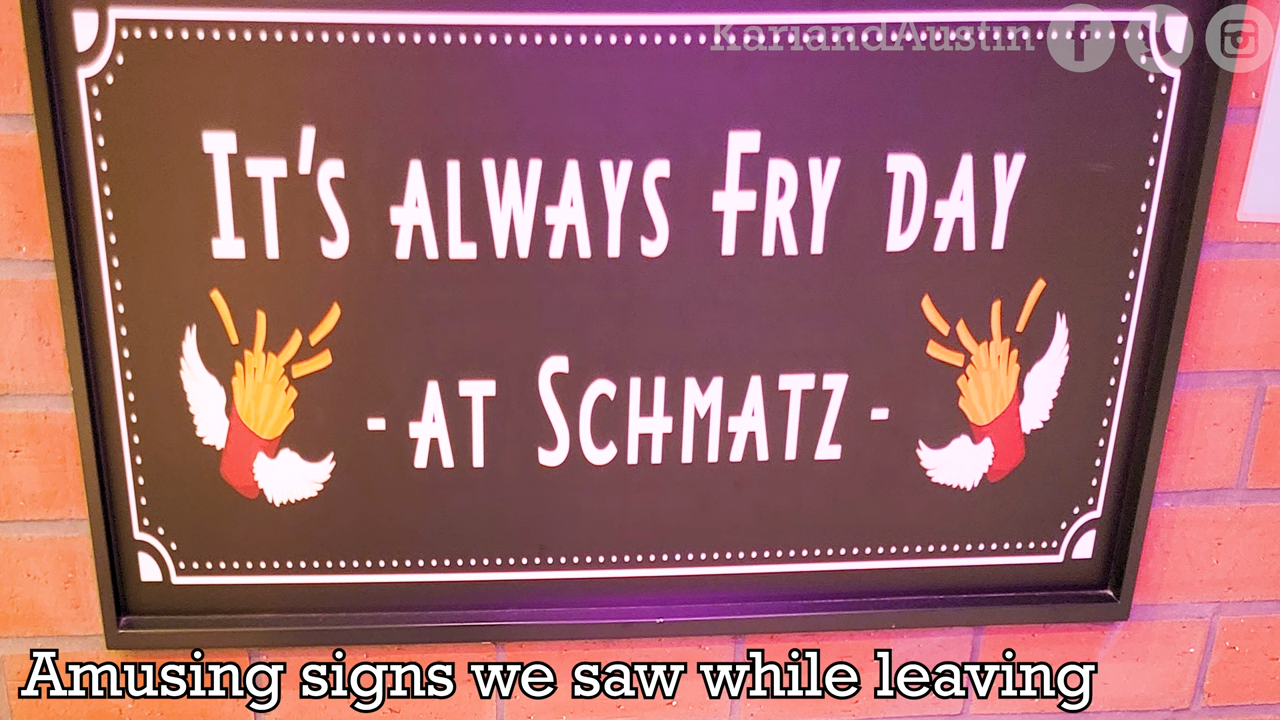 KariandAustin
It's always Fry day
- at Schmatz -
Amusing signs we saw while leaving